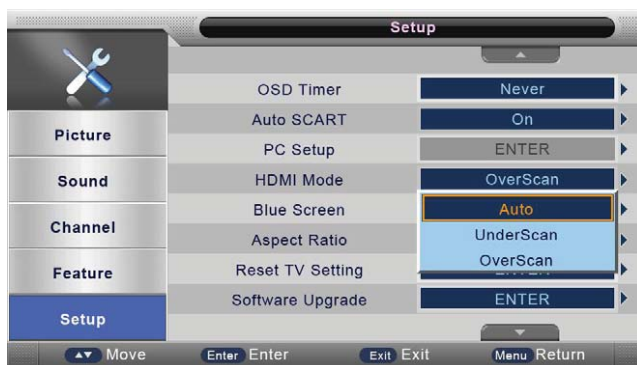 Setup
OSD Timer Never
Auto SCART On
PC Setup ENTER
HDMI Mode OverScan
Blue Screen Auto
Aspect Ratio UnderScan
OverScan
Reset TV Setting
Software Upgrade ENTER
Picture
Sound
Channel
Feature
Setup
Move Enter Enter Exit Exit Menu Return